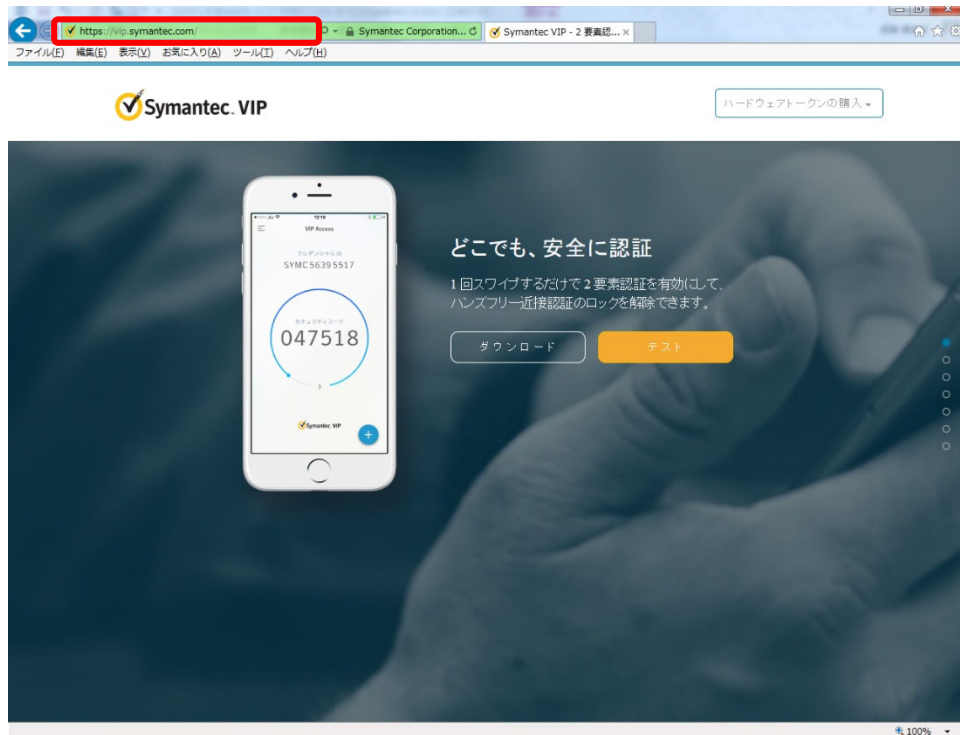 https://vip.symantec.com/
Symantec Corporation...
Symantec VIP - 2 要素認...
ファイル(F) 編集(E) 表示(V) お気に入り(A) ツール(T) ヘルプ(H)
Symantec. VIP
ハードウェアトークンの購入
VIP Access
クレデンシャル ID
SYMC 5639 5517
セキュリティコード
047518
3
Symantec VIP
どこでも、安全に認証
1 回スワイプするだけで 2 要素認証を有効にして、
ハンズフリー近接認証のロックを解除できます。
ダウンロード
テスト
100%